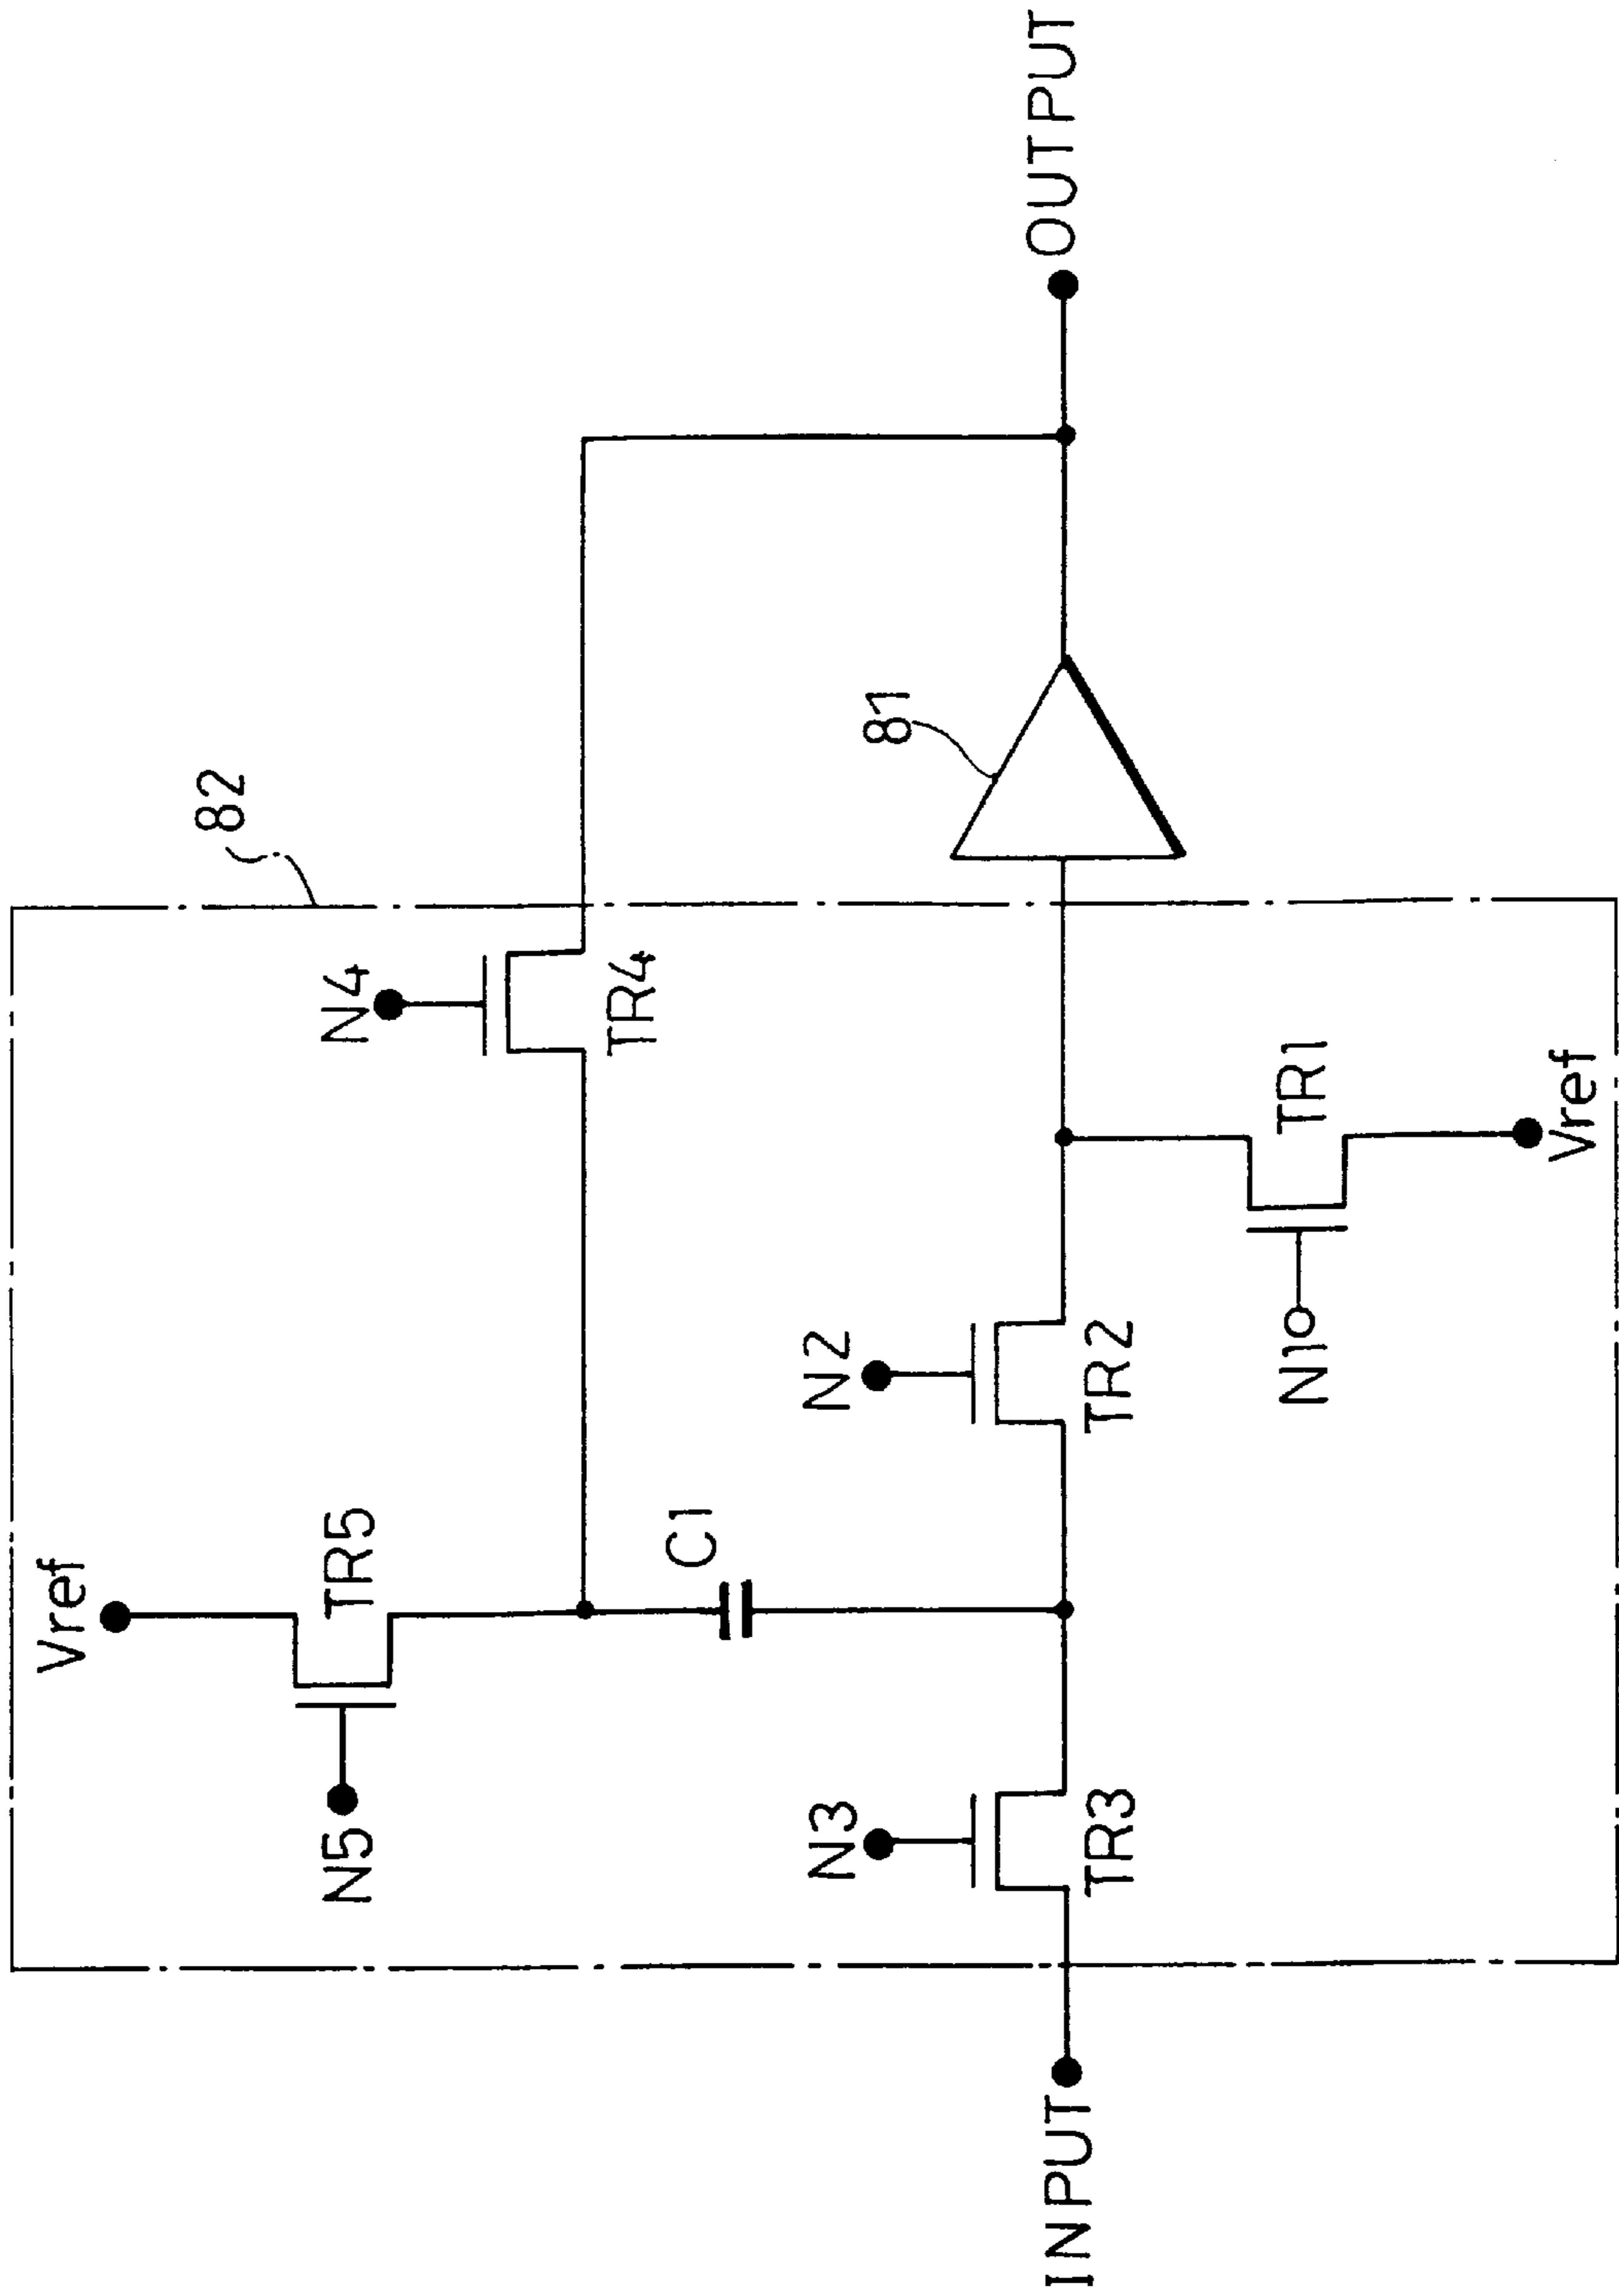 Vref
N5
TR5
N4
82
TR4
C1
N3
TR3
N2
TR2
81
INPUT
OUTPUT
N1
TR1
Vref